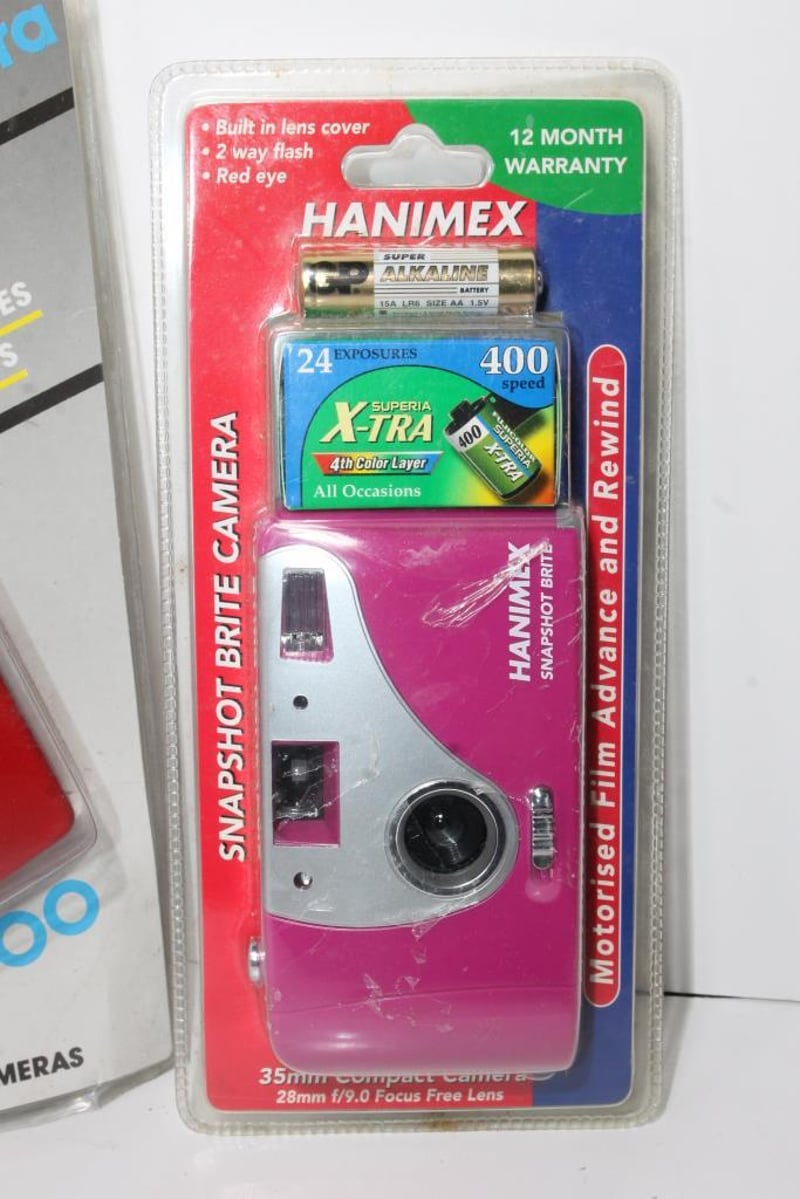 ra
ES
S
00
MERAS
• Built in lens cover
• 2 way flash
• Red eye
12 MONTH
WARRANTY
HANIMEX
GP
SUPER
ALKALINE
BATTERY
15A LR6 SIZE AA 1.5V
24 EXPOSURES
400
speed
SUPERIA
X-TRA
4th Color Layer
All Occasions
400
FUJICOLOR
SUPERIA
X-TRA
SNAPSHOT BRITE CAMERA
HANIMEX
SNAPSHOT BRITE
Motorised Film Advance and Rewind
35mm Compact Camera
28mm f/9.0 Focus Free Lens